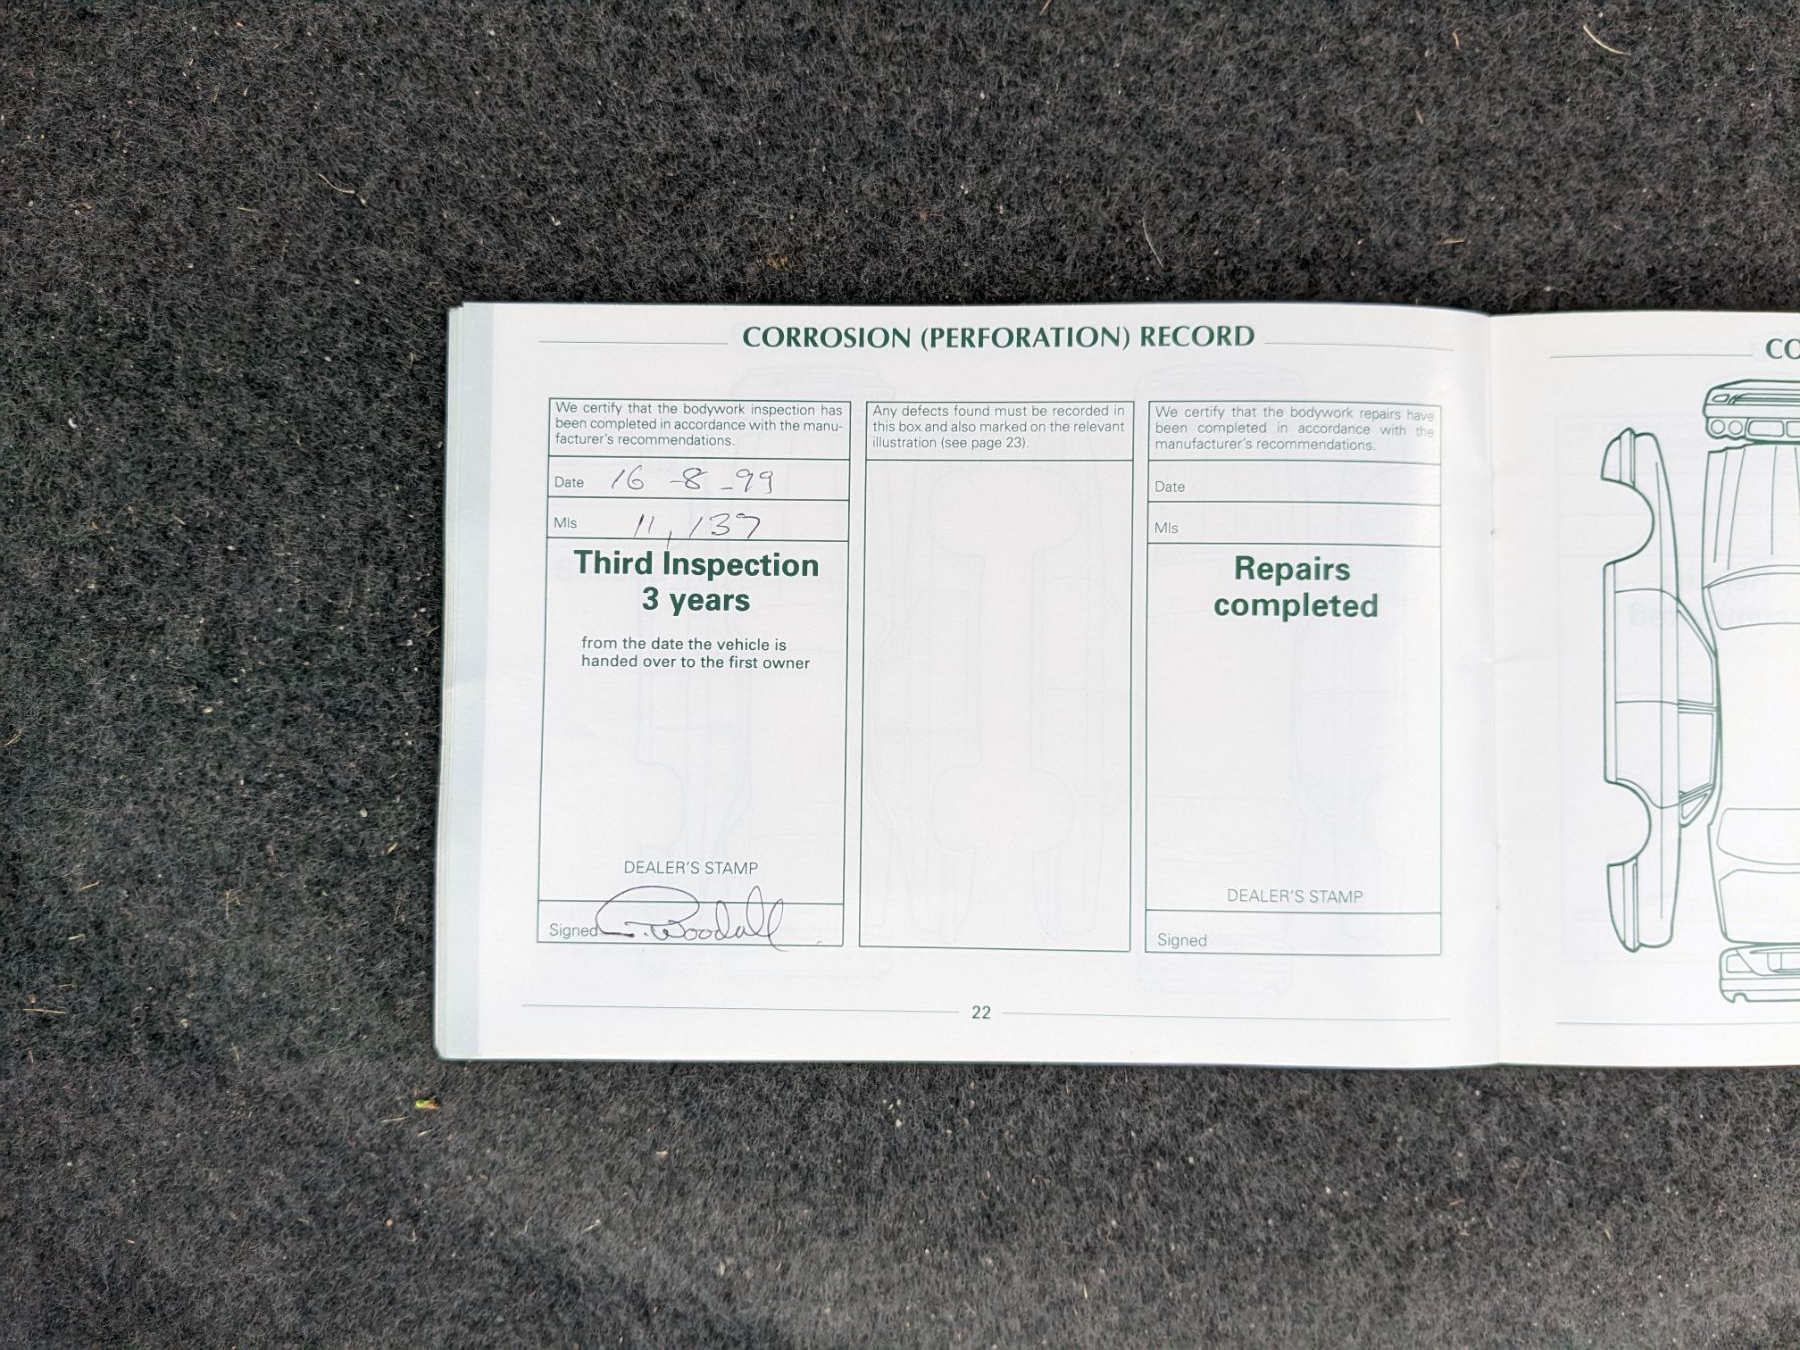 CORROSION (PERFORATION) RECORD
We certify that the bodywork inspection has
been completed in accordance with the manu-
facturer's recommendations.
Date 16-8-99
Mls 11,137
Third Inspection
3 years
from the date the vehicle is
handed over to the first owner
DEALER'S STAMP
Signed G. Woodall
Any defects found must be recorded in
this box and also marked on the relevant
illustration (see page 23).
We certify that the bodywork repairs have
been completed in accordance with the
manufacturer's recommendations.
Date
Mls
Repairs
completed
DEALER'S STAMP
Signed
22
CO